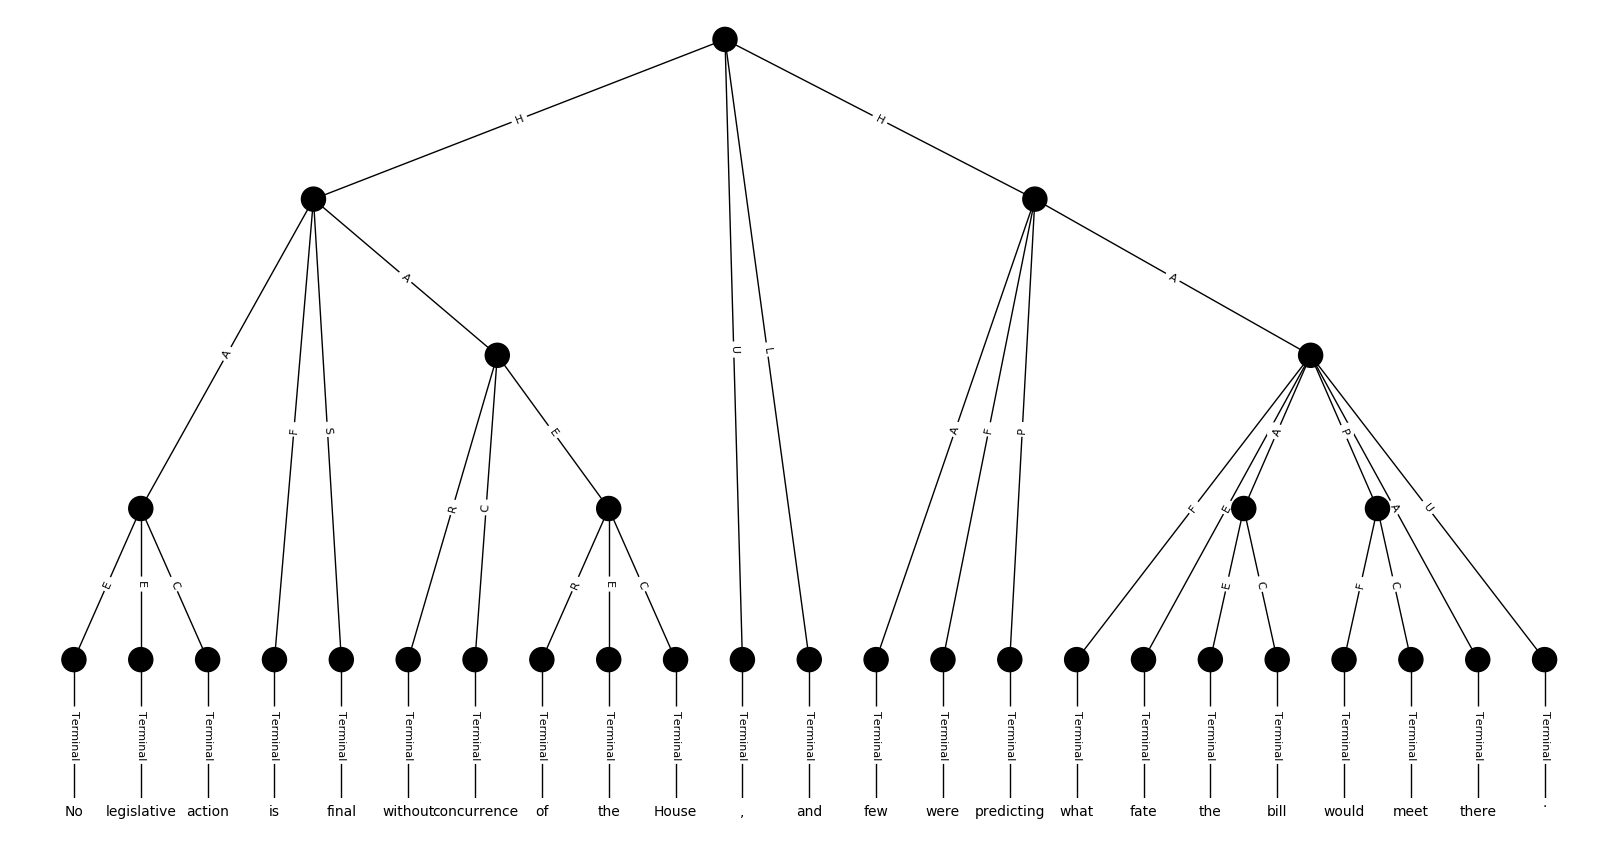 H H
A A
A
F S A F P A P
E
R C F E A U
E E C R E C E C F C
U L
Terminal Terminal Terminal Terminal Terminal Terminal Terminal Terminal Terminal Terminal Terminal Terminal Terminal Terminal Terminal Terminal Terminal Terminal Terminal Terminal Terminal Terminal Terminal
No legislative action is final without concurrence of the House , and few were predicting what fate the bill would meet there .